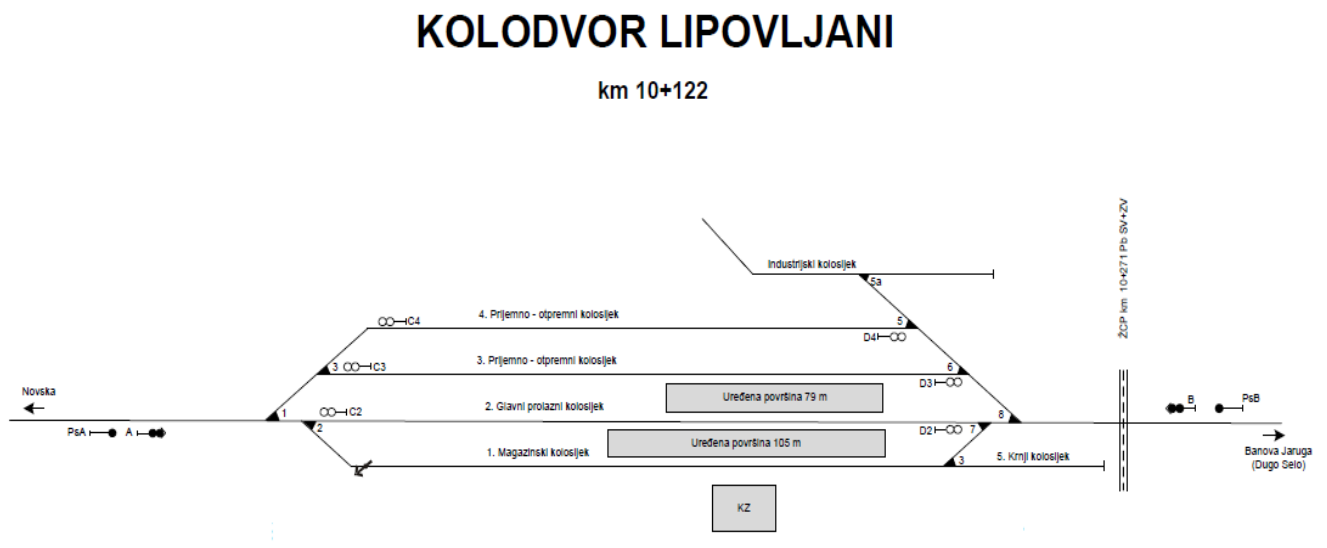 KOLODVOR LIPOVLJANI
km 10+122
ŽCP km 10+271 Pb SV+ZV
Industrijski kolosijek
5a
C4
4. Prijemno - otpremni kolosijek
5
D4
3
C3
3. Prijemno - otpremni kolosijek
6
D3
Novska
Uređena površina 79 m
B
PsB
1
C2
2. Glavni prolazni kolosijek
8
PsA
A
2
Uređena površina 105 m
D2
7
Banova Jaruga
(Dugo Selo)
1. Magazinski kolosijek
3
5. Krnji kolosijek
KZ